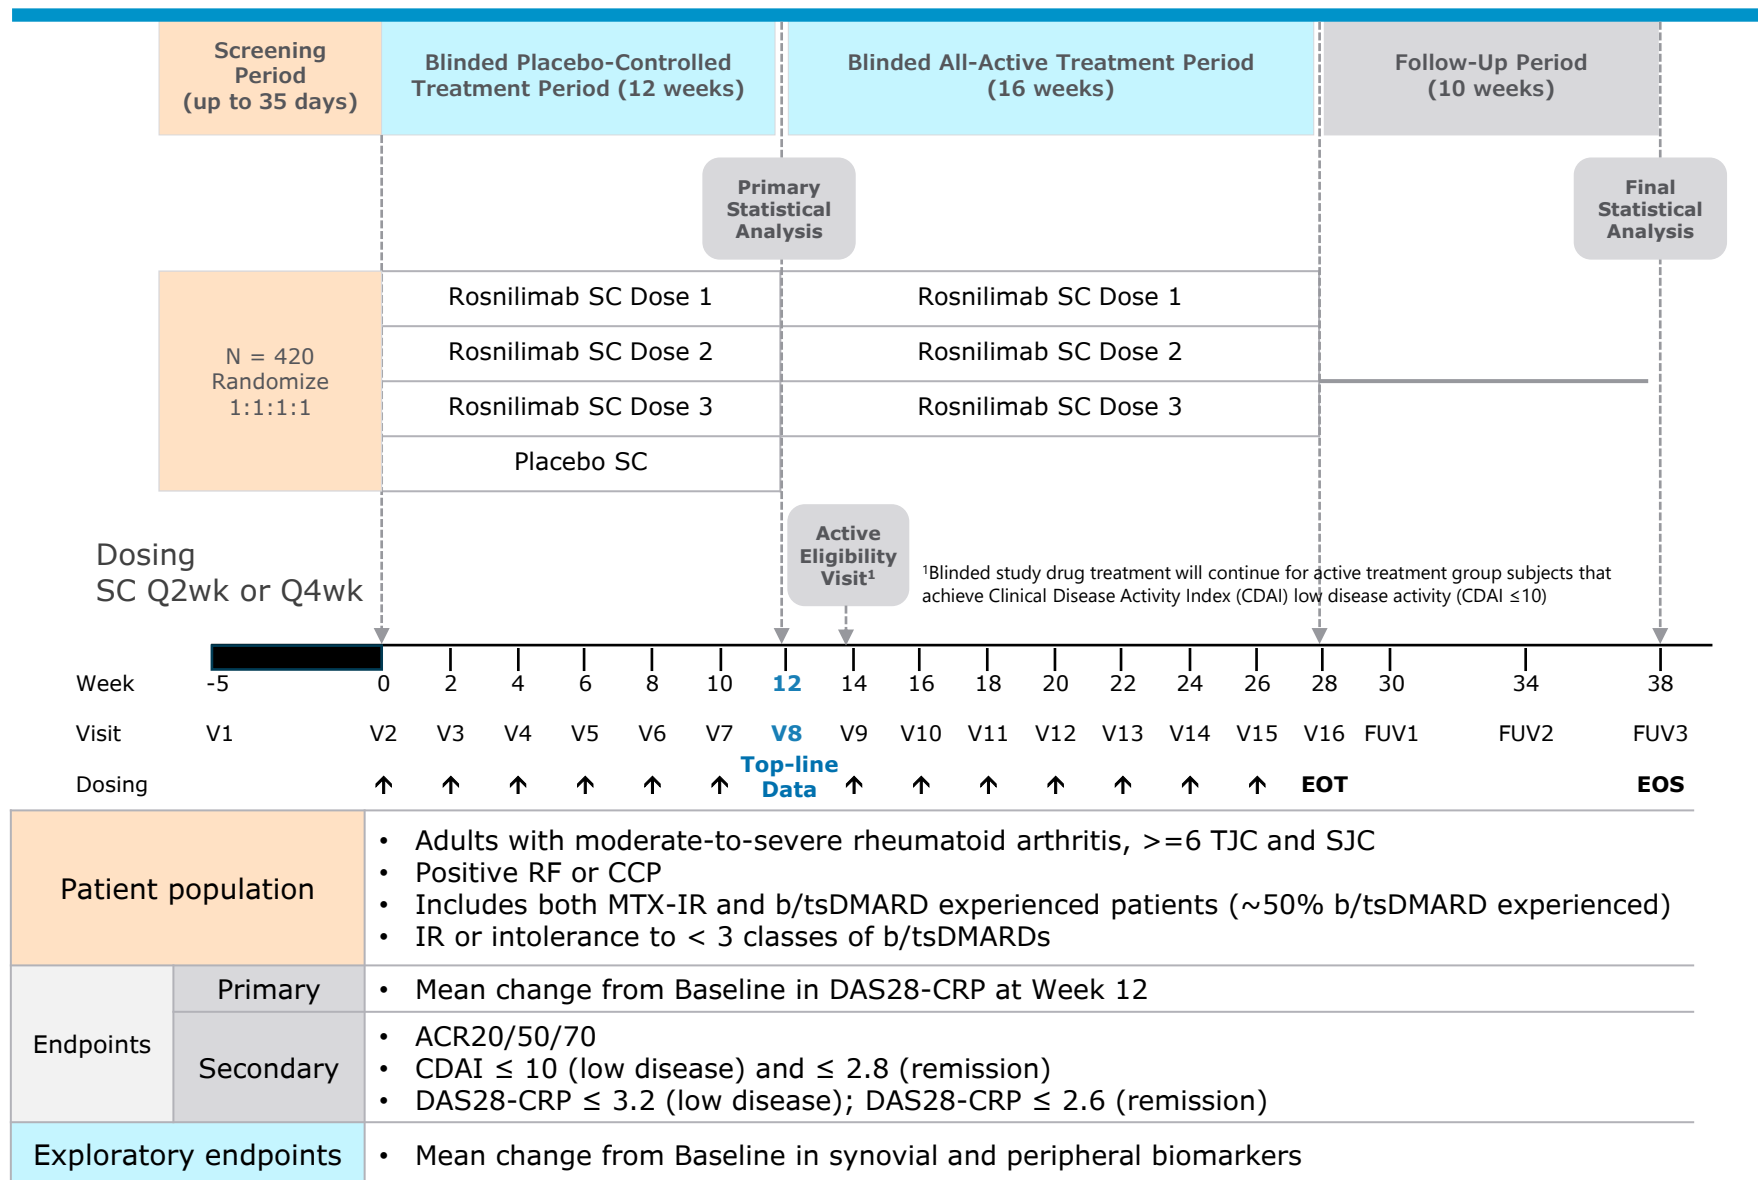 Screening
Period
(up to 35 days)
Blinded Placebo-Controlled
Treatment Period (12 weeks)
Blinded All-Active Treatment Period
(16 weeks)
Follow-Up Period
(10 weeks)
Primary
Statistical
Analysis
Final
Statistical
Analysis
N = 420
Randomize
1:1:1:1
Rosnilimab SC Dose 1
Rosnilimab SC Dose 1
Rosnilimab SC Dose 2
Rosnilimab SC Dose 2
Rosnilimab SC Dose 3
Rosnilimab SC Dose 3
Placebo SC
Dosing
SC Q2wk or Q4wk
Active
Eligibility
Visit¹
¹Blinded study drug treatment will continue for active treatment group subjects that
achieve Clinical Disease Activity Index (CDAI) low disease activity (CDAI ≤10)
Week -5 0 2 4 6 8 10 12 14 16 18 20 22 24 26 28 30 34 38
Visit V1 V2 V3 V4 V5 V6 V7 V8 V9 V10 V11 V12 V13 V14 V15 V16 FUV1 FUV2 FUV3
Dosing ↑ ↑ ↑ ↑ ↑ ↑ Top-line
Data ↑ ↑ ↑ ↑ ↑ ↑ ↑ EOT EOS
Patient population
• Adults with moderate-to-severe rheumatoid arthritis, >=6 TJC and SJC
• Positive RF or CCP
• Includes both MTX-IR and b/tsDMARD experienced patients (~50% b/tsDMARD experienced)
• IR or intolerance to < 3 classes of b/tsDMARDs
Endpoints
Primary
• Mean change from Baseline in DAS28-CRP at Week 12
Secondary
• ACR20/50/70
• CDAI ≤ 10 (low disease) and ≤ 2.8 (remission)
• DAS28-CRP ≤ 3.2 (low disease); DAS28-CRP ≤ 2.6 (remission)
Exploratory endpoints
• Mean change from Baseline in synovial and peripheral biomarkers